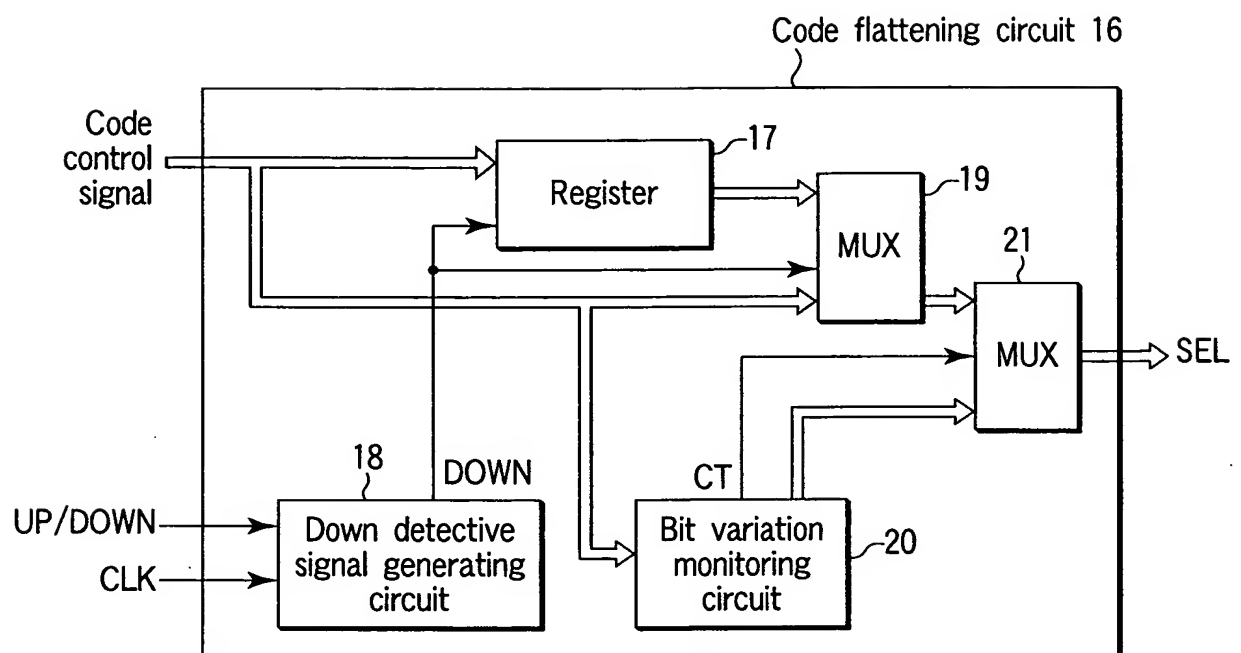 Code flattening circuit 16
Code
control
signal
17
Register
19
MUX
21
MUX
SEL
18
DOWN
CT
UP/DOWN
CLK
Down detective
signal generating
circuit
Bit variation
monitoring
circuit
20